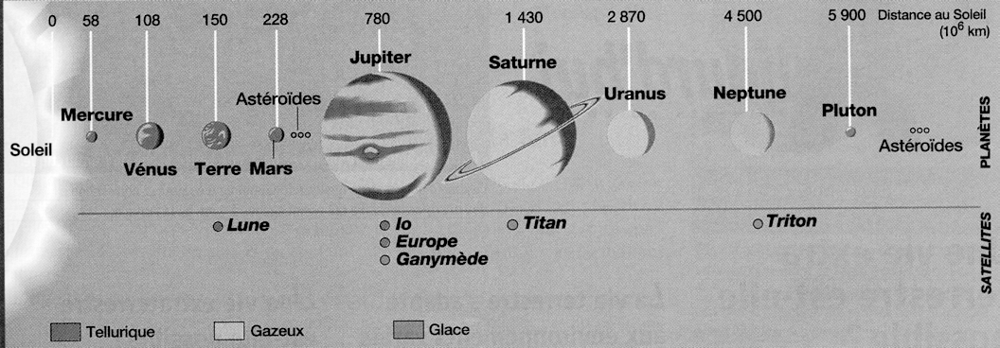 0 58 108 150 228 780 1 430 2 870 4 500 5 900 Distance au Soleil
(10⁶ km)
Jupiter
Saturne
Astéroïdes
Uranus
Neptune
Mercure
Pluton
Soleil
Astéroïdes
Vénus
Terre
Mars
PLANÈTES
Lune
Io
Europe
Ganymède
Titan
Triton
SATELLITES
Tellurique
Gazeux
Glace